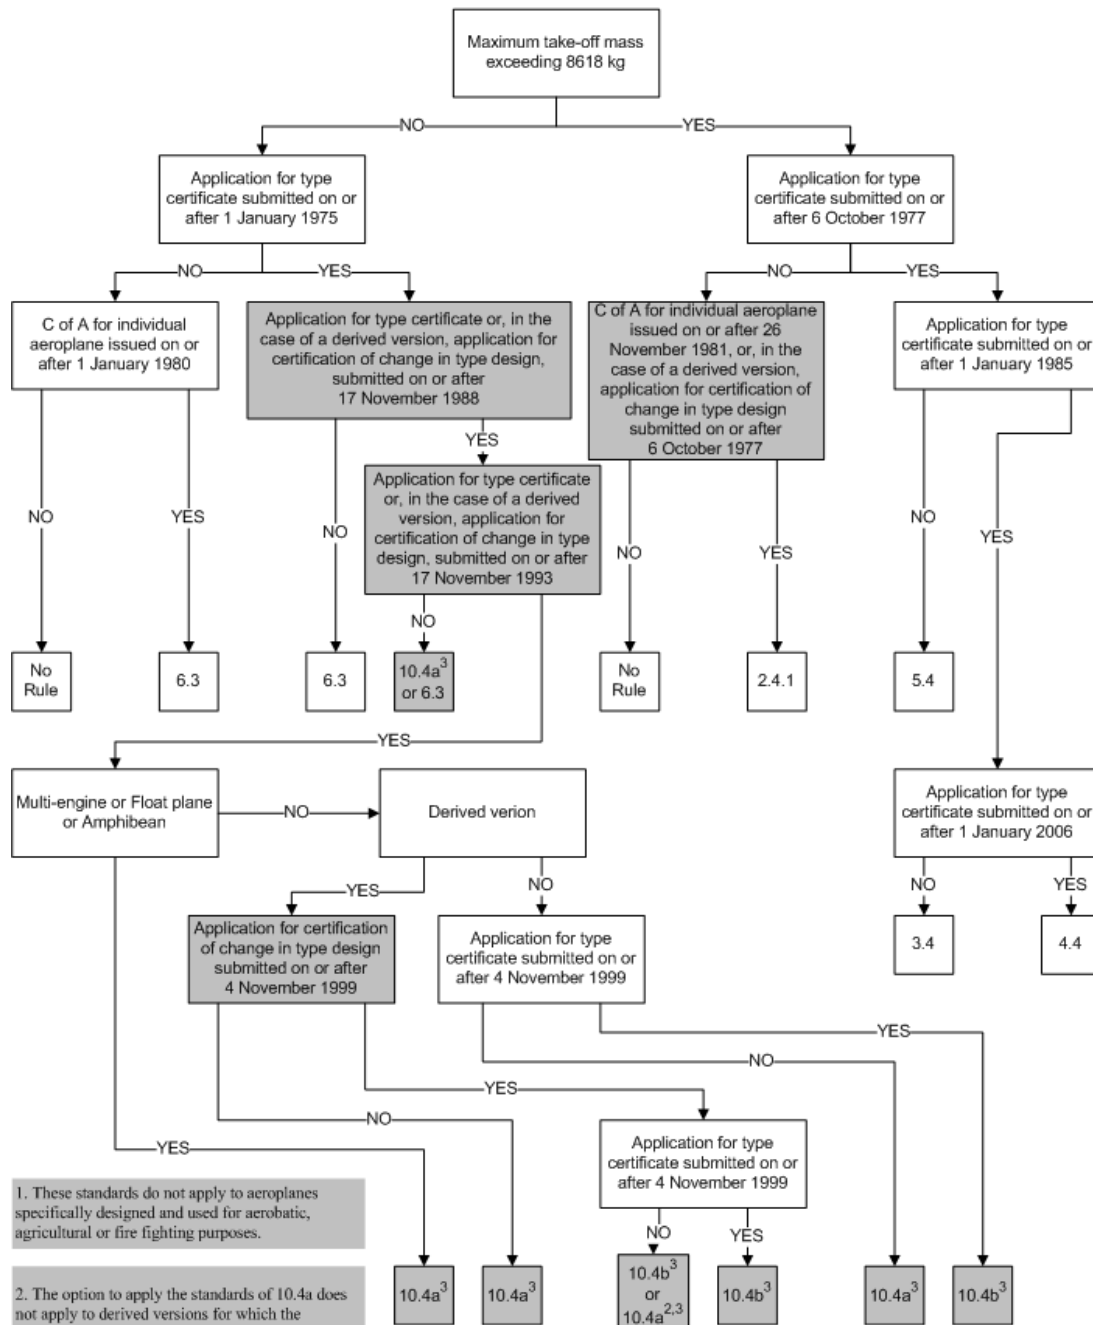 Maximum take-off mass
exceeding 8618 kg
NO
YES
Application for type
certificate submitted on or
after 1 January 1975
Application for type
certificate submitted on or
after 6 October 1977
NO
YES
NO
YES
C of A for individual
aeroplane issued on or
after 1 January 1980
Application for type certificate or, in the
case of a derived version, application for
certification of change in type design,
submitted on or after
17 November 1988
C of A for individual aeroplane
issued on or after 26
November 1981, or, in the
case of a derived version,
application for certification of
change in type design
submitted on or after
6 October 1977
Application for type
certificate submitted on or
after 1 January 1985
YES
Application for type certificate
or, in the case of a derived
version, application for
certification of change in type
design, submitted on or after
17 November 1993
NO
YES
NO
NO
YES
NO
YES
NO
No
Rule
6.3
6.3
10.4a³
or 6.3
No
Rule
2.4.1
5.4
YES
Multi-engine or Float plane
or Amphibean
NO
Derived verion
Application for type
certificate submitted on or
after 1 January 2006
YES
NO
NO
YES
Application for certification
of change in type design
submitted on or after
4 November 1999
Application for type
certificate submitted on or
after 4 November 1999
3.4
4.4
YES
NO
YES
NO
YES
Application for type
certificate submitted on or
after 4 November 1999
1. These standards do not apply to aeroplanes
specifically designed and used for aerobatic,
agricultural or fire fighting purposes.
NO
YES
2. The option to apply the standards of 10.4a does
not apply to derived versions for which the
10.4a³
10.4a³
10.4b³
or
10.4a²,³
10.4b³
10.4a³
10.4b³